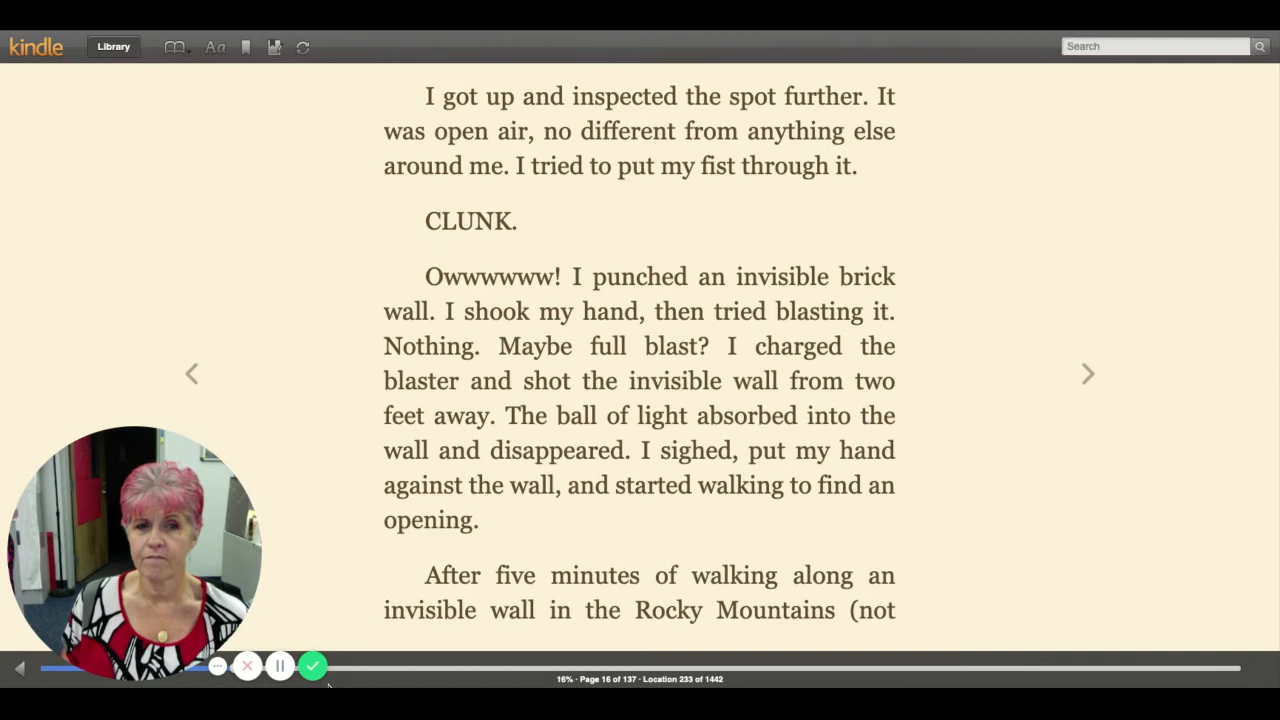 kindle
Library
Aa
Search
I got up and inspected the spot further. It
was open air, no different from anything else
around me. I tried to put my fist through it.
CLUNK.
Owwwwww! I punched an invisible brick
wall. I shook my hand, then tried blasting it.
Nothing. Maybe full blast? I charged the
blaster and shot the invisible wall from two
feet away. The ball of light absorbed into the
wall and disappeared. I sighed, put my hand
against the wall, and started walking to find an
opening.
After five minutes of walking along an
invisible wall in the Rocky Mountains (not
16% · Page 16 of 137 · Location 233 of 1442